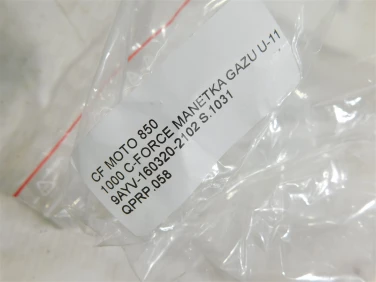 CF MOTO 850
1000 C-FORCE MANETKA GAZU U-11
9AYV-160320-2102 S.1031
QPRP.058